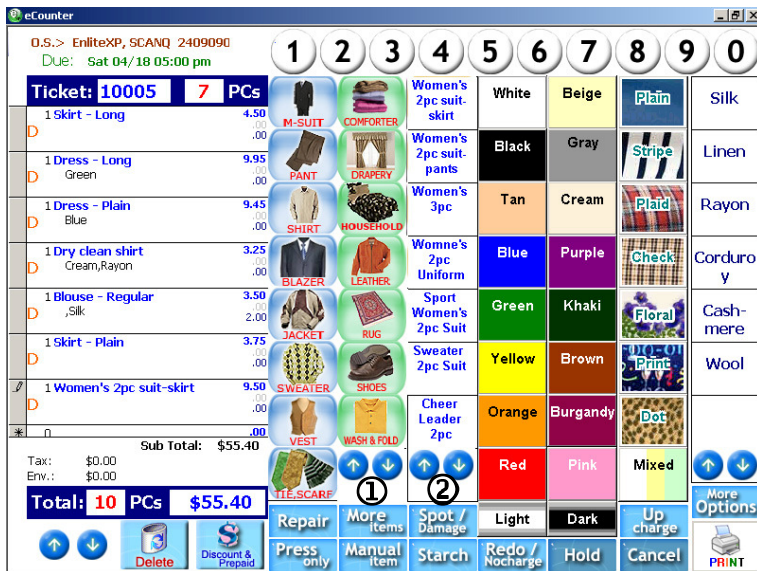 eCounter
O.S.> EnliteXP, SCANQ 2409090
Due: Sat 04/18 05:00 pm
1 2 3 4 5 6 7 8 9 0
Ticket: 10005 7 PCs
1 Skirt - Long 4.50
.00
D .00
1 Dress - Long 9.95
Green .00
D .00
1 Dress - Plain 9.45
Blue .00
D .00
1 Dry clean shirt 3.25
Cream,Rayon .00
D .00
1 Blouse - Regular 3.50
,Silk .00
D 2.00
1 Skirt - Plain 3.75
.00
D .00
1 Women's 2pc suit-skirt 9.50
.00
D .00
* 0 .00
Sub Total: $55.40
Tax: $0.00
Env.: $0.00
Total: 10 PCs $55.40
Delete
Discount &
Prepaid
M-SUIT
PANT
SHIRT
BLAZER
JACKET
SWEATER
VEST
TIE,SCARF
COMFORTER
DRAPERY
HOUSEHOLD
LEATHER
RUG
SHOES
WASH & FOLD
1
Women's
2pc suit-
skirt
Women's
2pc suit-
pants
Women's
3pc
Womne's
2pc
Uniform
Sport
Women's
2pc Suit
Sweater
2pc Suit
Cheer
Leader
2pc
2
White
Black
Tan
Blue
Green
Yellow
Orange
Red
Light
Beige
Gray
Cream
Purple
Khaki
Brown
Burgandy
Pink
Dark
Plain
Stripe
Plaid
Check
Floral
Print
Dot
Mixed
Silk
Linen
Rayon
Corduro
y
Cash-
mere
Wool
More
Options
Repair
More
items
Spot /
Damage
Up
charge
Press
only
Manual
item
Starch
Redo /
Nocharge
Hold
Cancel
PRINT